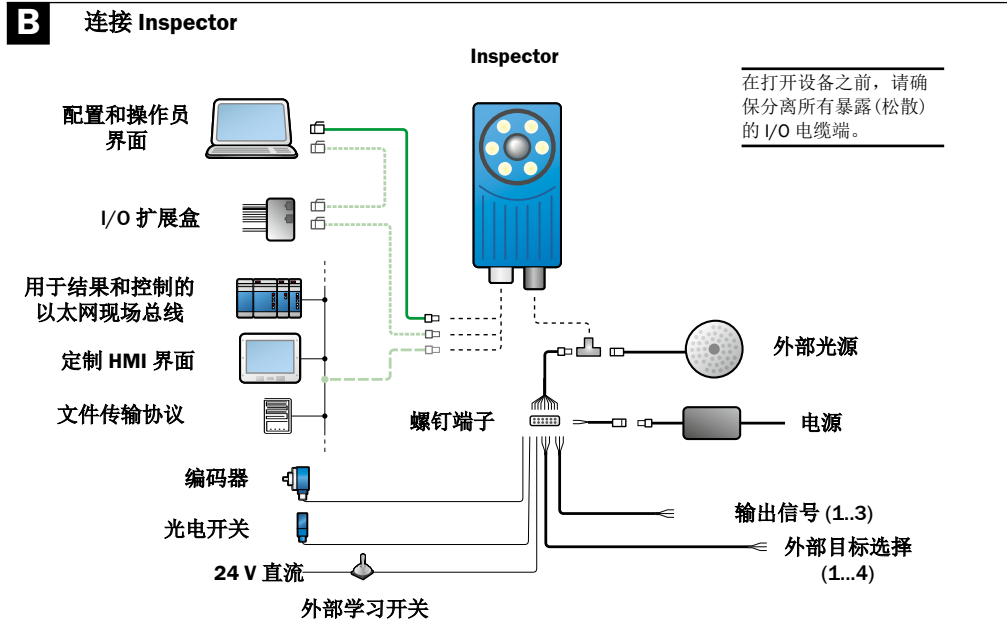 B 连接 Inspector
Inspector
在打开设备之前，请确
保分离所有暴露(松散)
的 I/O 电缆端。
配置和操作员
界面
I/O 扩展盒
用于结果和控制的
以太网现场总线
定制 HMI 界面
文件传输协议
外部光源
螺钉端子
电源
编码器
光电开关
24 V 直流
外部学习开关
输出信号 (1..3)
外部目标选择
(1...4)